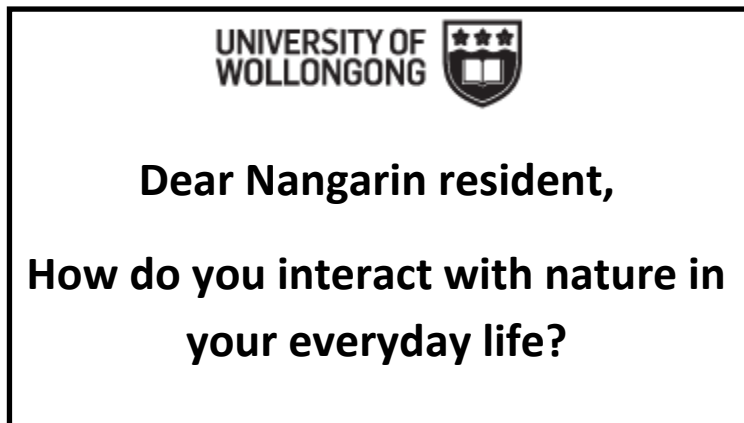 UNIVERSITY OF
WOLLONGONG
Dear Nangarin resident,
How do you interact with nature in
your everyday life?